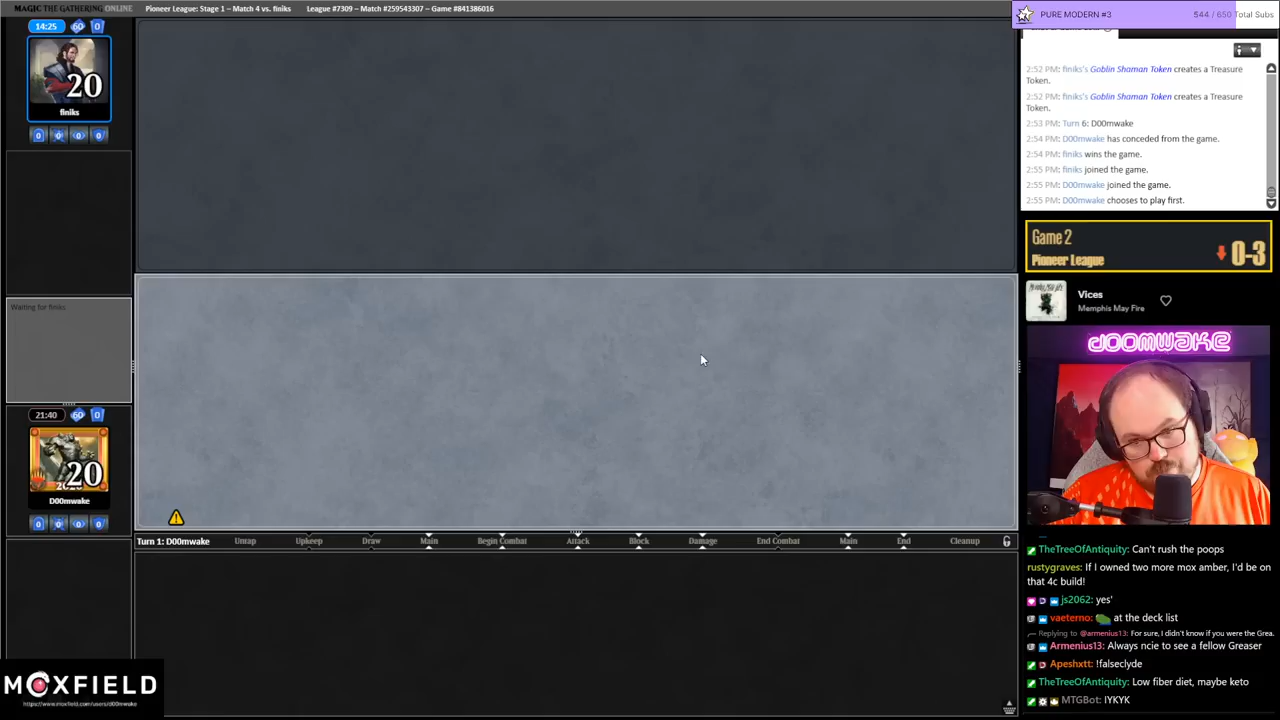 MAGIC THE GATHERING ONLINE
Pioneer League: Stage 1 – Match 4 vs. finiks
League #7309 – Match #259543307 – Game #841386016
PURE MODERN #3
544 / 650 Total Subs
14:25
60
0
20
finiks
0 0 0 0
2:52 PM: finiks's Goblin Shaman Token creates a Treasure
Token.
2:52 PM: finiks's Goblin Shaman Token creates a Treasure
Token.
2:53 PM: Turn 6: D00mwake
2:54 PM: D00mwake has conceded from the game.
2:54 PM: finiks wins the game.
2:55 PM: finiks joined the game.
2:55 PM: D00mwake joined the game.
2:55 PM: D00mwake chooses to play first.
Game 2
Pioneer League
0-3
Vices
Memphis May Fire
Waiting for finiks
21:40
60
0
20
D00mwake
0 0 0 0
doomwake
Turn 1: D00mwake
Untap
Upkeep
Draw
Main
Begin Combat
Attack
Block
Damage
End Combat
Main
End
Cleanup
TheTreeOfAntiquity: Can't rush the poops
rustygraves: If I owned two more mox amber, I'd be on
that 4c build!
js2062: yes'
vaeterno: at the deck list
Replying to @armenius13: For sure, I didn't know if you were the Grea.
Armenius13: Always ncie to see a fellow Greaser
Apeshxtt: !falseclyde
TheTreeOfAntiquity: Low fiber diet, maybe keto
MTGBot: IYKYK
MOXFIELD
https://www.moxfield.com/users/d00mwake